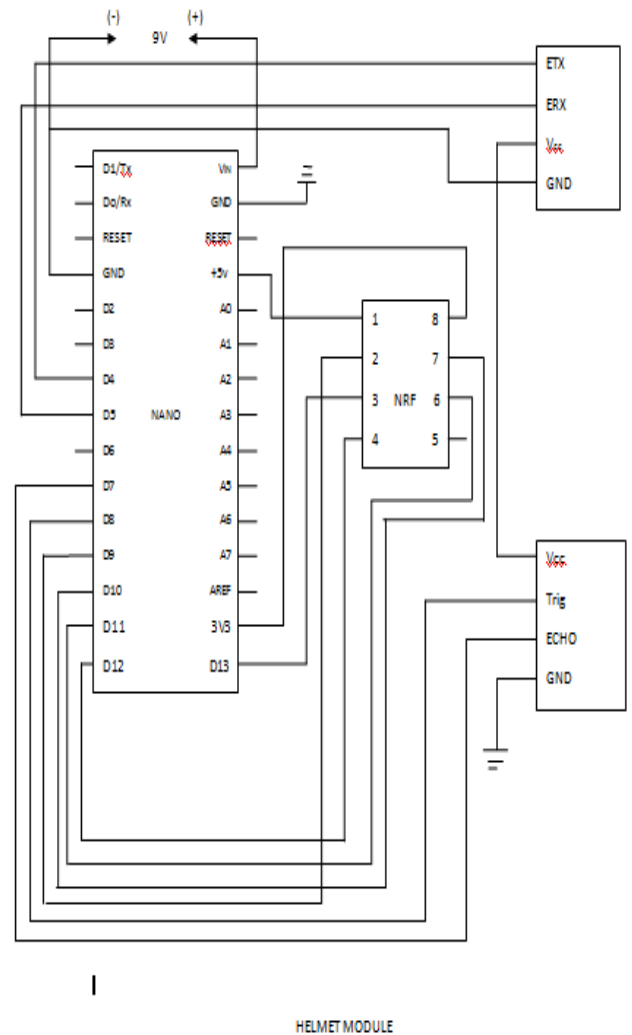 (-) (+)
9V
ETX
ERX
Vcc
GND
D1/Tx VIN
D0/Rx GND
RESET RESET
GND +5v
D2 A0
D3 A1
D4 A2
D5 NANO A3
D6 A4
D7 A5
D8 A6
D9 A7
D10 AREF
D11 3V3
D12 D13
1 8
2 7
3 NRF 6
4 5
Vcc
Trig
ECHO
GND
HELMET MODULE